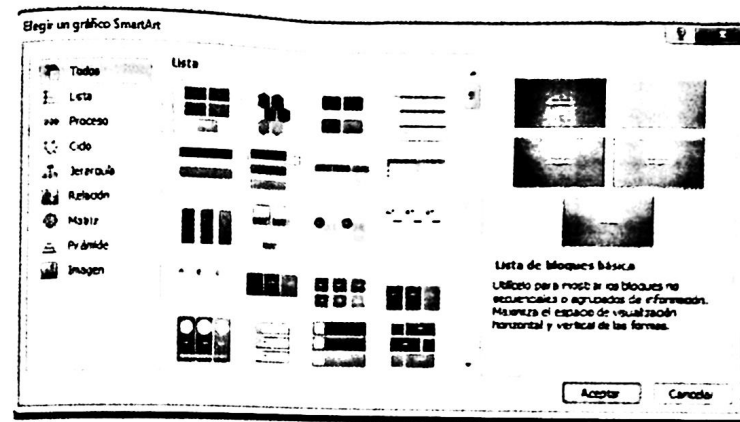 Elegir un gráfico SmartArt
Todos
Lista
Proceso
Ciclo
Jerarquía
Relación
Matriz
Pirámide
Imagen
Lista
Lista de bloques básica
Utilícelo para mostrar los bloques no
secuenciales o agrupados de información.
Maximiza el espacio de visualización
horizontal y vertical de las formas.
Aceptar
Cancelar